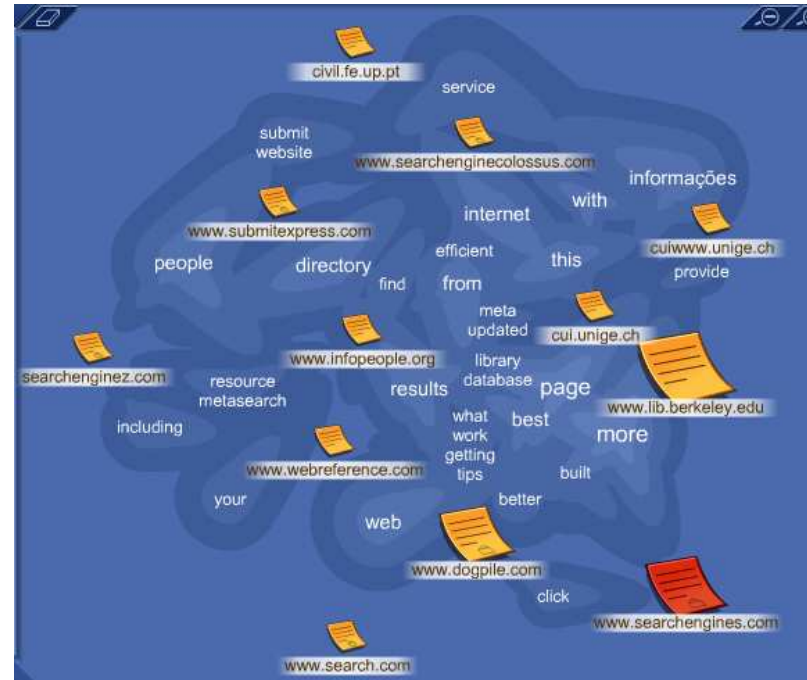 civil.fe.up.pt
service
submit
website
www.searchenginecolossus.com
informações
with
internet
www.submitexpress.com
cuiwww.unige.ch
efficient
this
people
directory
provide
find
from
meta
updated
cui.unige.ch
www.infopeople.org
library
database
searchenginez.com
resource
metasearch
results
page
www.lib.berkeley.edu
including
what
work
getting
tips
best
more
www.webreference.com
built
your
better
web
www.dogpile.com
click
www.searchengines.com
www.search.com